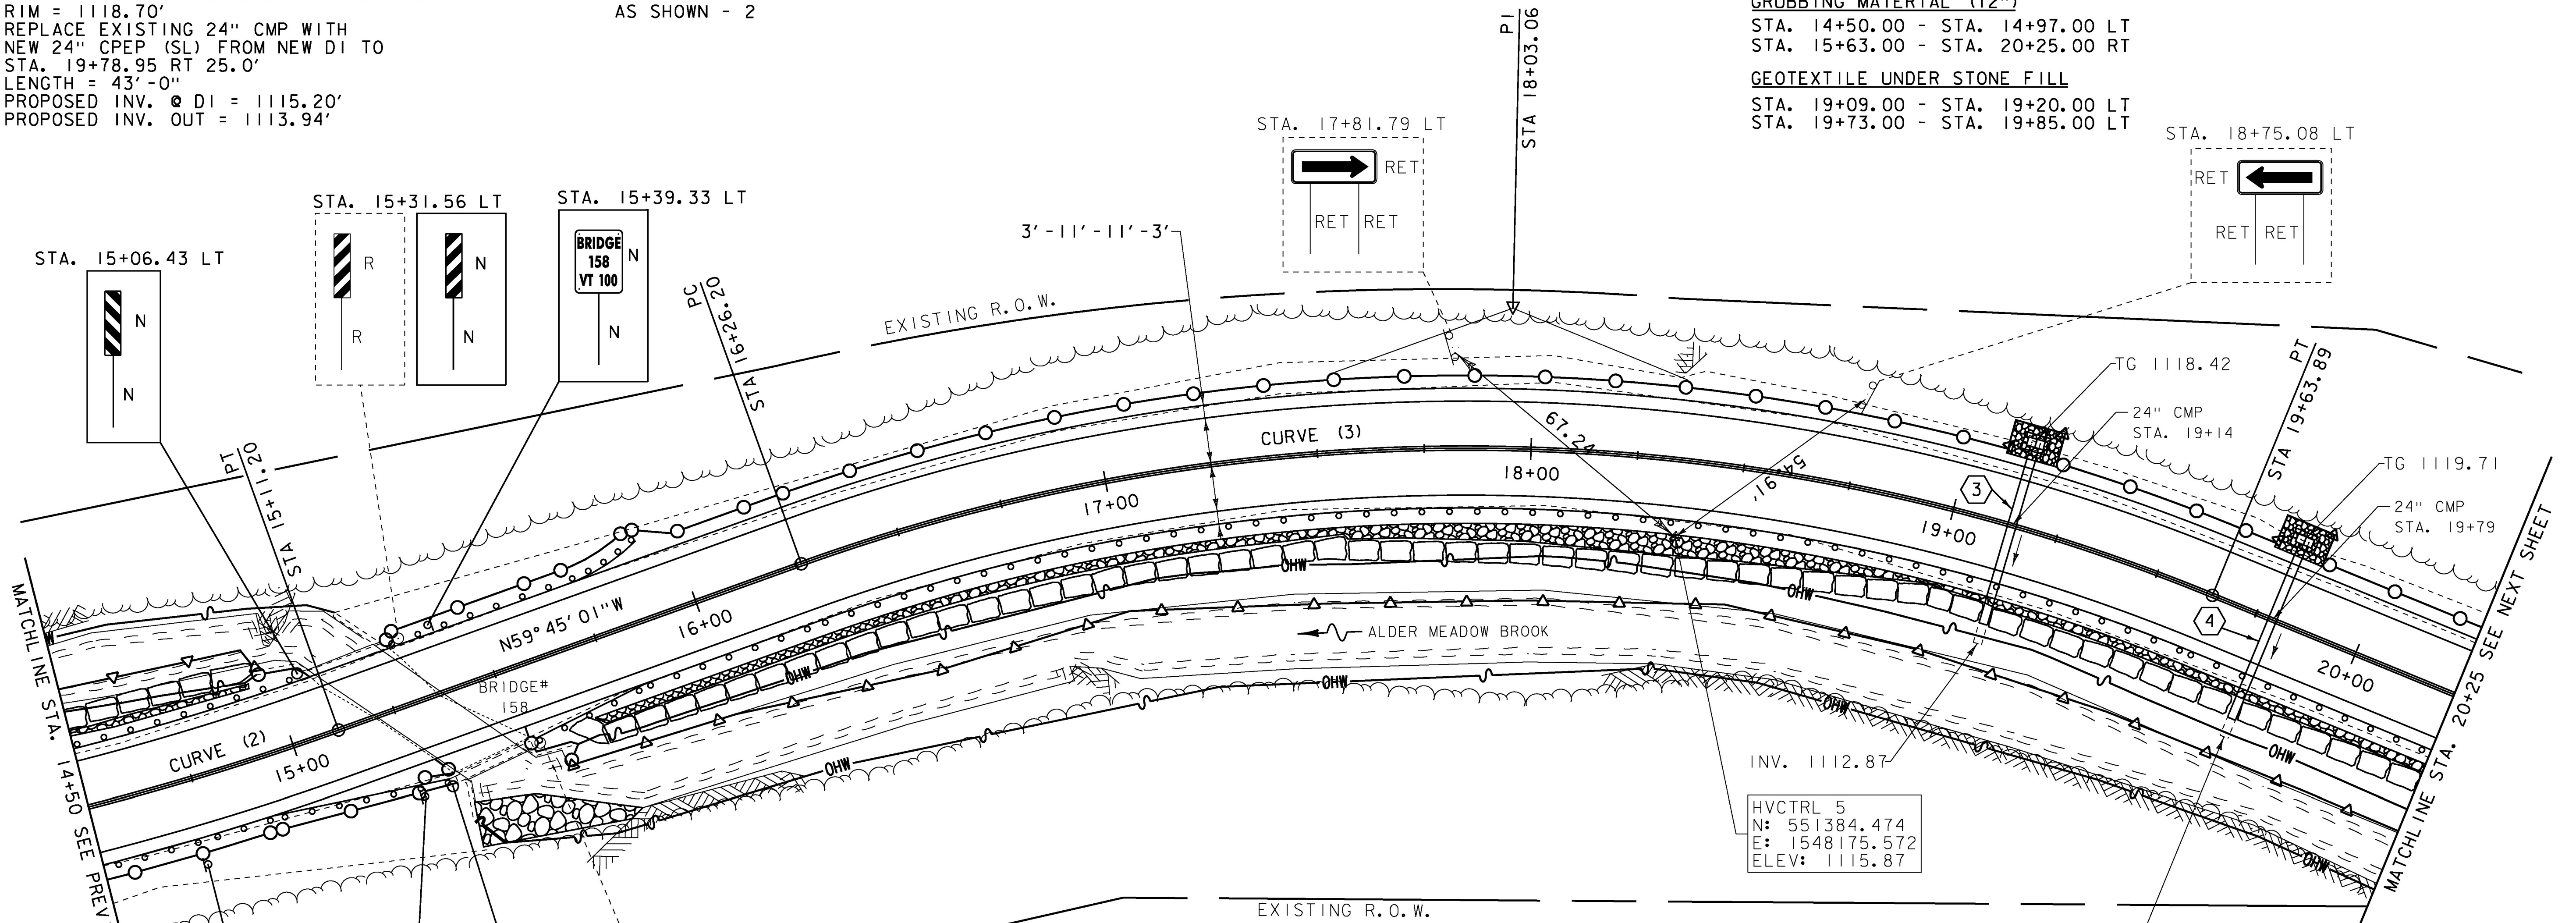 RIM = 1118.70'
REPLACE EXISTING 24" CMP WITH
NEW 24" CPEP (SL) FROM NEW DI TO
STA. 19+78.95 RT 25.0'
LENGTH = 43'-0"
PROPOSED INV. @ DI = 1115.20'
PROPOSED INV. OUT = 1113.94'
AS SHOWN - 2
GRUBBING MATERIAL (12")
STA. 14+50.00 - STA. 14+97.00 LT
STA. 15+63.00 - STA. 20+25.00 RT
GEOTEXTILE UNDER STONE FILL
STA. 19+09.00 - STA. 19+20.00 LT
STA. 19+73.00 - STA. 19+85.00 LT
PI
STA 18+03.06
STA. 17+81.79 LT
RET
RET RET
STA. 18+75.08 LT
RET
RET RET
STA. 15+06.43 LT
N
N
STA. 15+31.56 LT
R
R
N
N
STA. 15+39.33 LT
BRIDGE
158
VT 100
N
N
3'-11'-11'-3'
PC
STA 16+26.20
PT
STA 15+11.20
EXISTING R.O.W.
TG 1118.42
24" CMP
STA. 19+14
PT
STA 19+63.89
TG 1119.71
24" CMP
STA. 19+79
CURVE (3)
67.24'
54.91'
3
4
17+00
18+00
19+00
20+00
N59°45'01"W
16+00
15+00
CURVE (2)
BRIDGE#
158
OHW
OHW
OHW
OHW
OHW
OHW
OHW
OHW
W
ALDER MEADOW BROOK
INV. 1112.87
HVCTRL 5
N: 551384.474
E: 1548175.572
ELEV: 1115.87
MATCHLINE STA. 14+50 SEE PREV
MATCHLINE STA. 20+25 SEE NEXT SHEET
EXISTING R.O.W.